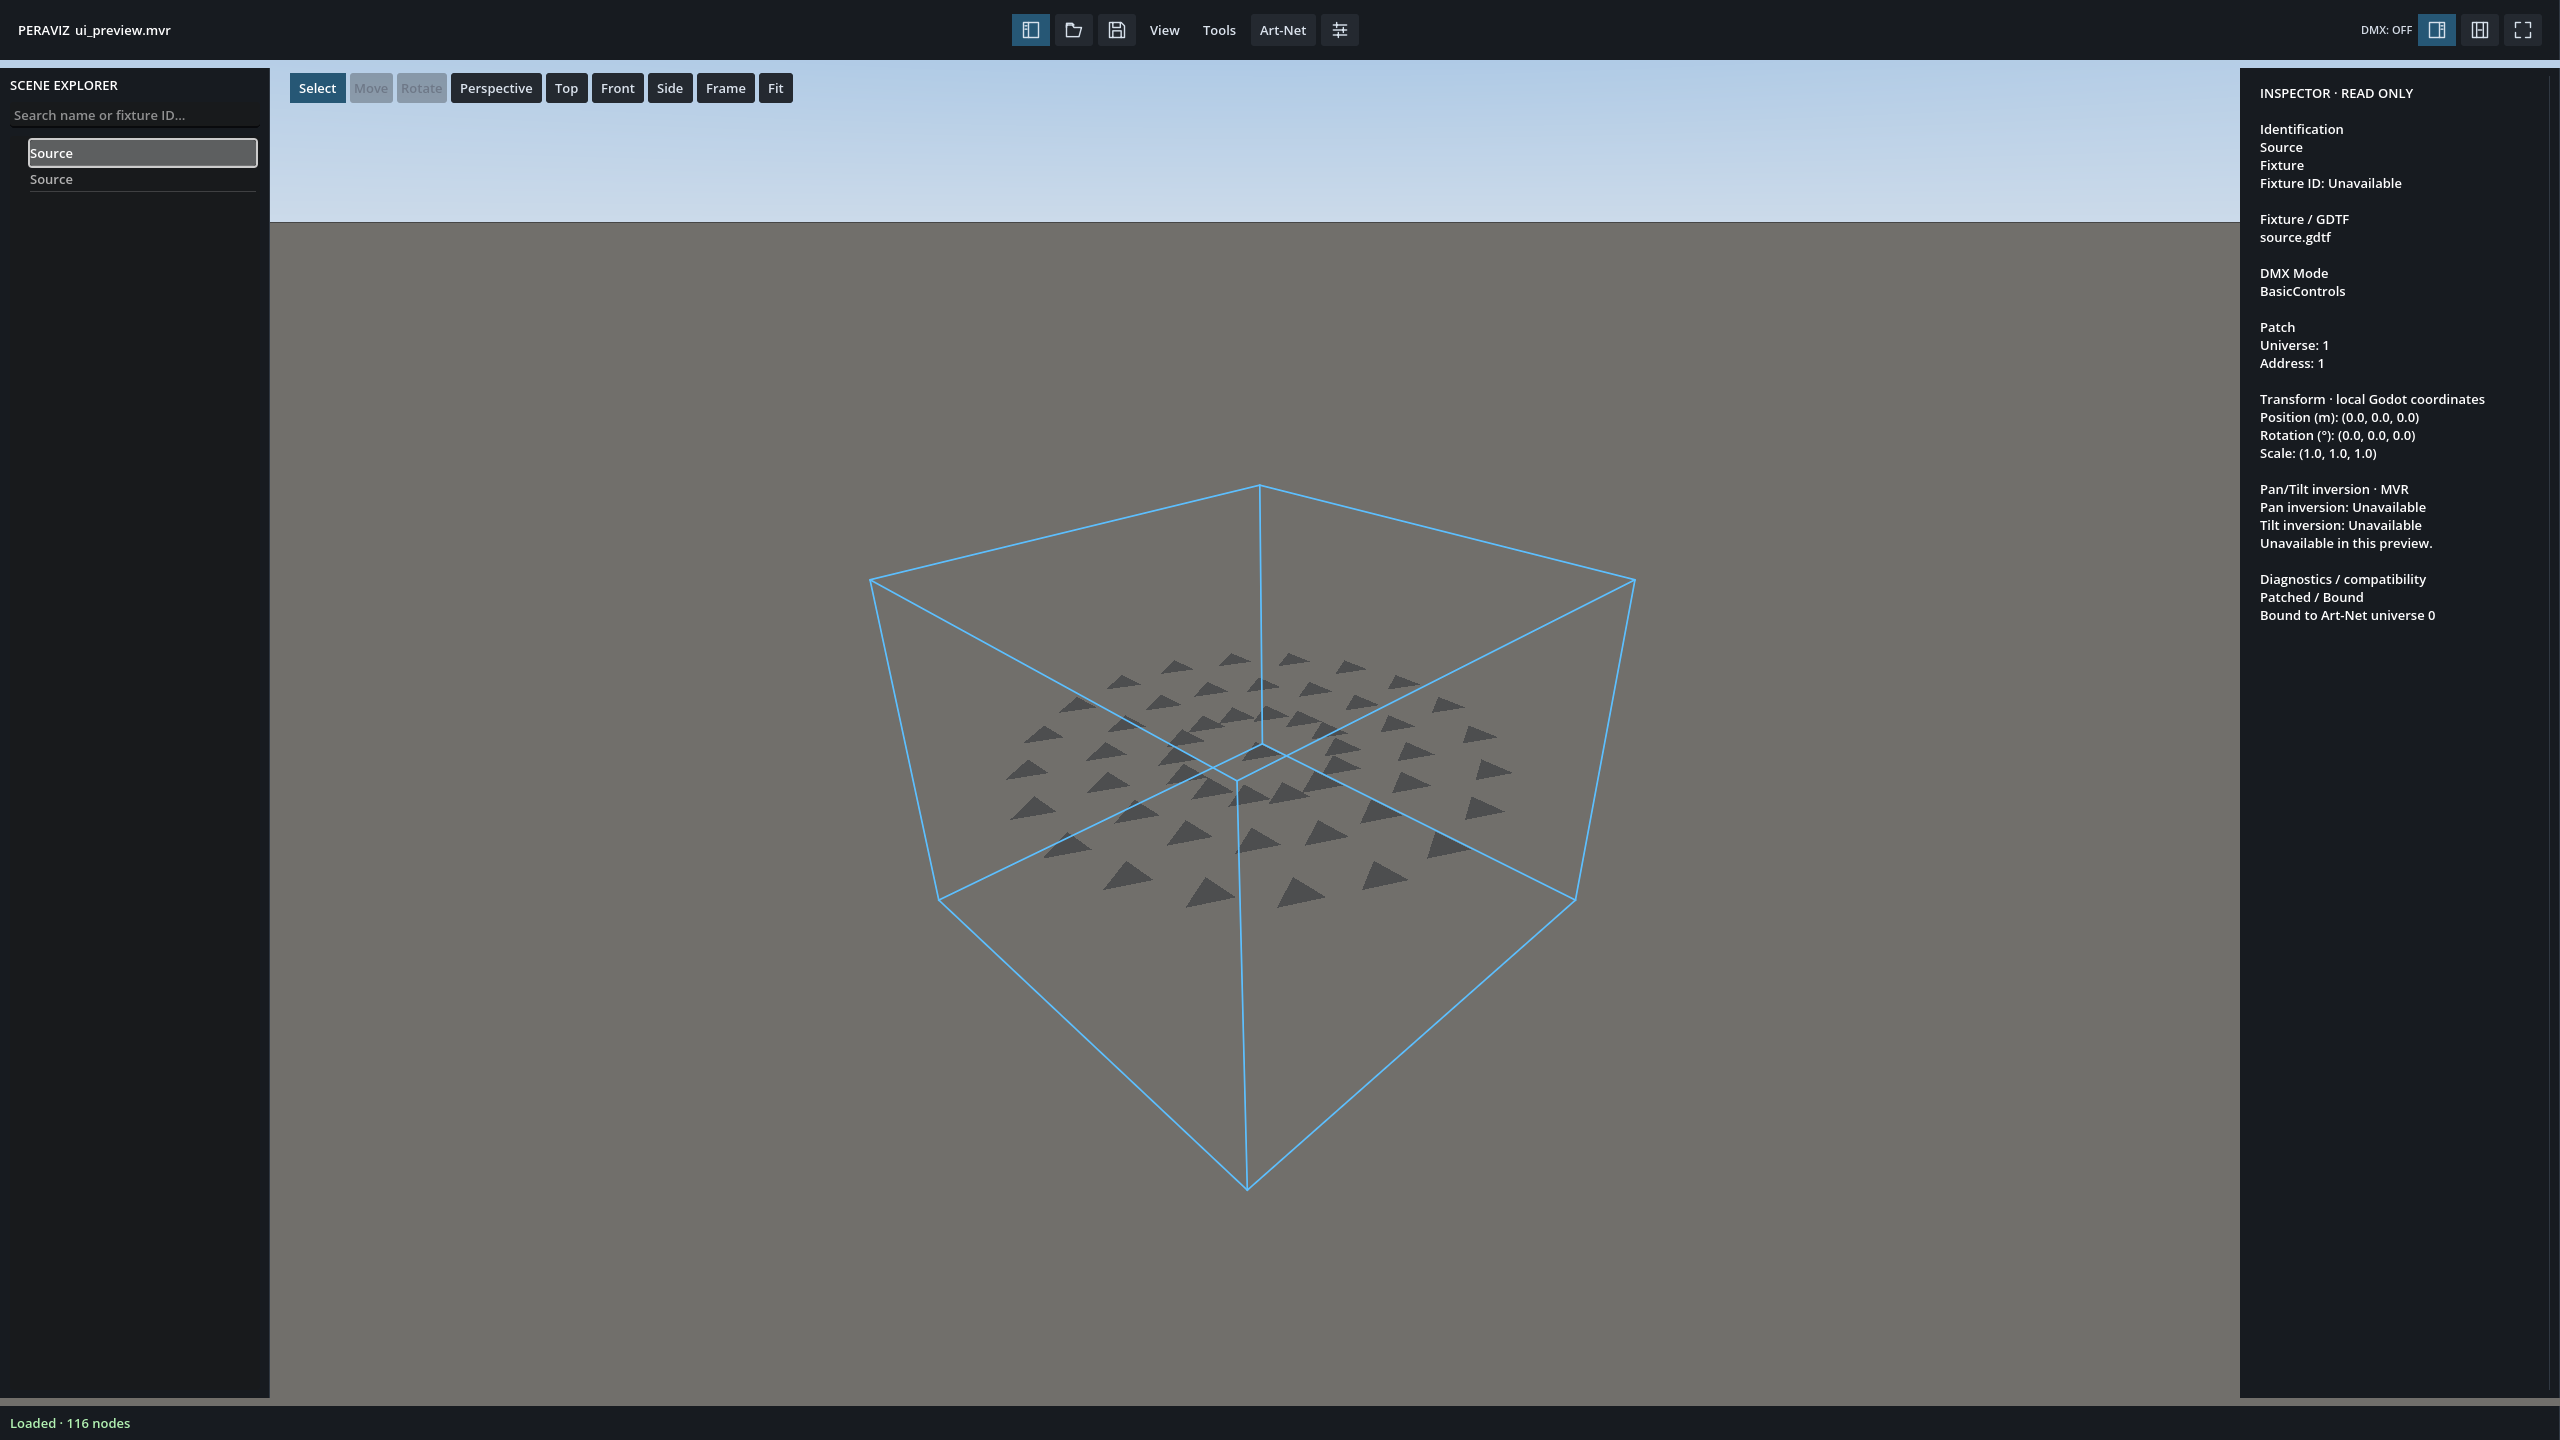 PERAVIZ ui_preview.mvr
View
Tools
Art-Net
DMX: OFF
SCENE EXPLORER
Search name or fixture ID...
Source
Source
Select
Move
Rotate
Perspective
Top
Front
Side
Frame
Fit
INSPECTOR · READ ONLY
Identification
Source
Fixture
Fixture ID: Unavailable
Fixture / GDTF
source.gdtf
DMX Mode
BasicControls
Patch
Universe: 1
Address: 1
Transform · local Godot coordinates
Position (m): (0.0, 0.0, 0.0)
Rotation (°): (0.0, 0.0, 0.0)
Scale: (1.0, 1.0, 1.0)
Pan/Tilt inversion · MVR
Pan inversion: Unavailable
Tilt inversion: Unavailable
Unavailable in this preview.
Diagnostics / compatibility
Patched / Bound
Bound to Art-Net universe 0
Loaded · 116 nodes